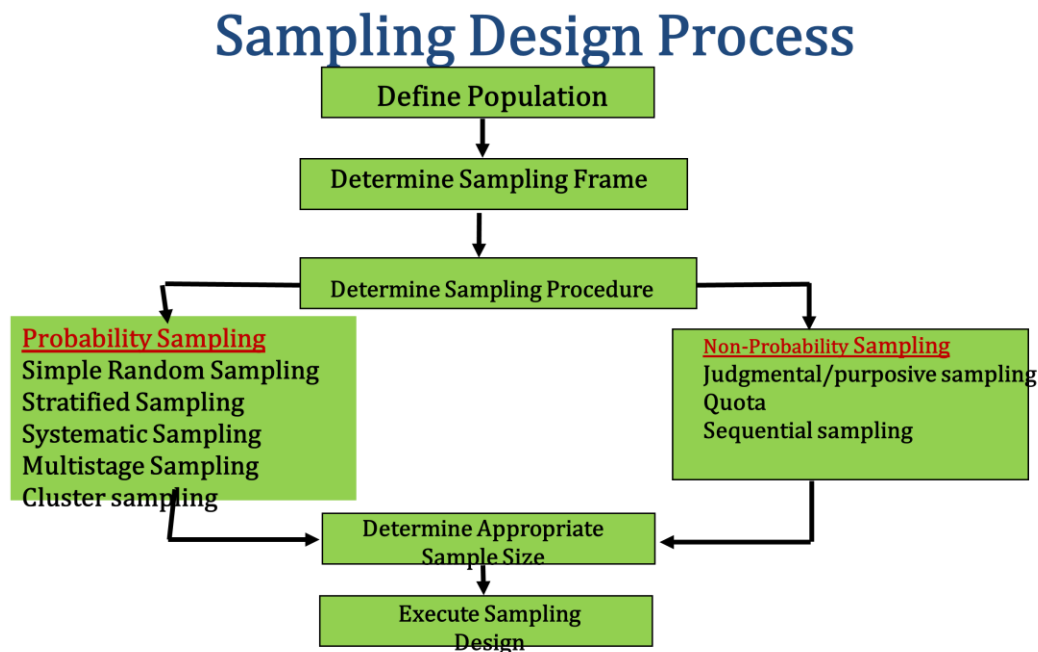 Sampling Design Process
Define Population
Determine Sampling Frame
Determine Sampling Procedure
Probability Sampling
Simple Random Sampling
Stratified Sampling
Systematic Sampling
Multistage Sampling
Cluster sampling
Non-Probability Sampling
Judgmental/purposive sampling
Quota
Sequential sampling
Determine Appropriate
Sample Size
Execute Sampling
Design